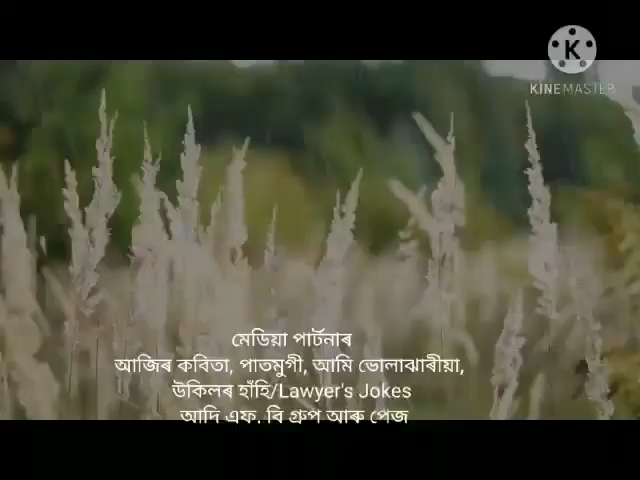 K
KINEMASTER
মেডিয়া পাৰ্টনাৰ
আজিৰ কবিতা, পাতমুগী, আমি ভোলাঝাৰীয়া,
উকিলৰ হাঁহি/Lawyer's Jokes
আদি এফ. বি গ্ৰুপ আৰু পেজ